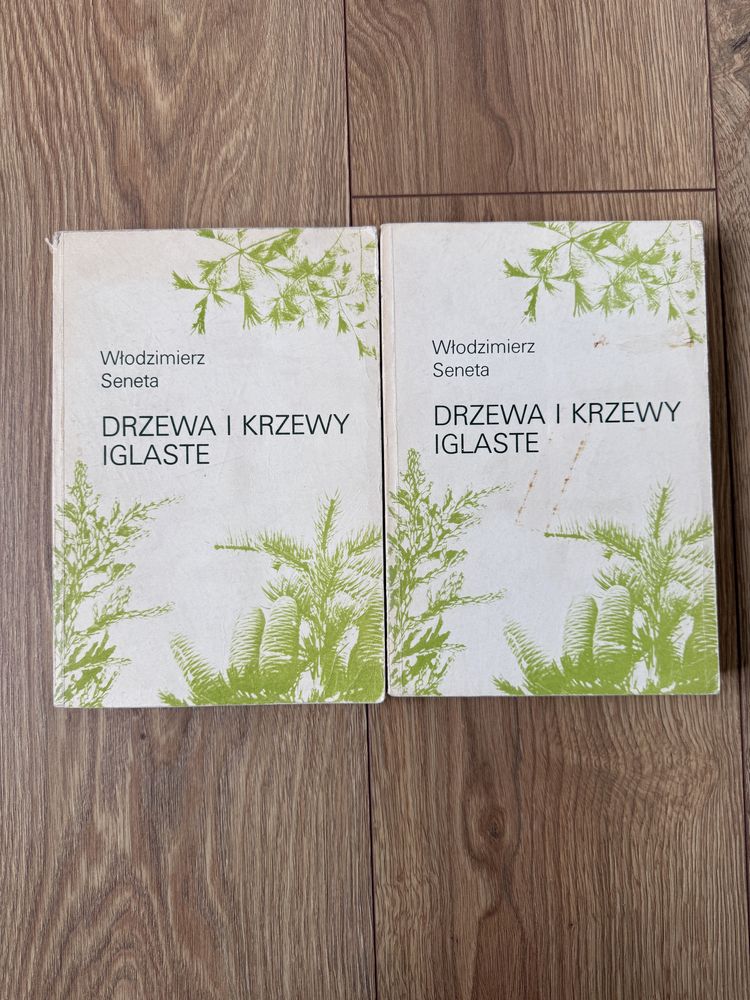 Włodzimierz
Seneta
DRZEWA I KRZEWY
IGLASTE
Włodzimierz
Seneta
DRZEWA I KRZEWY
IGLASTE